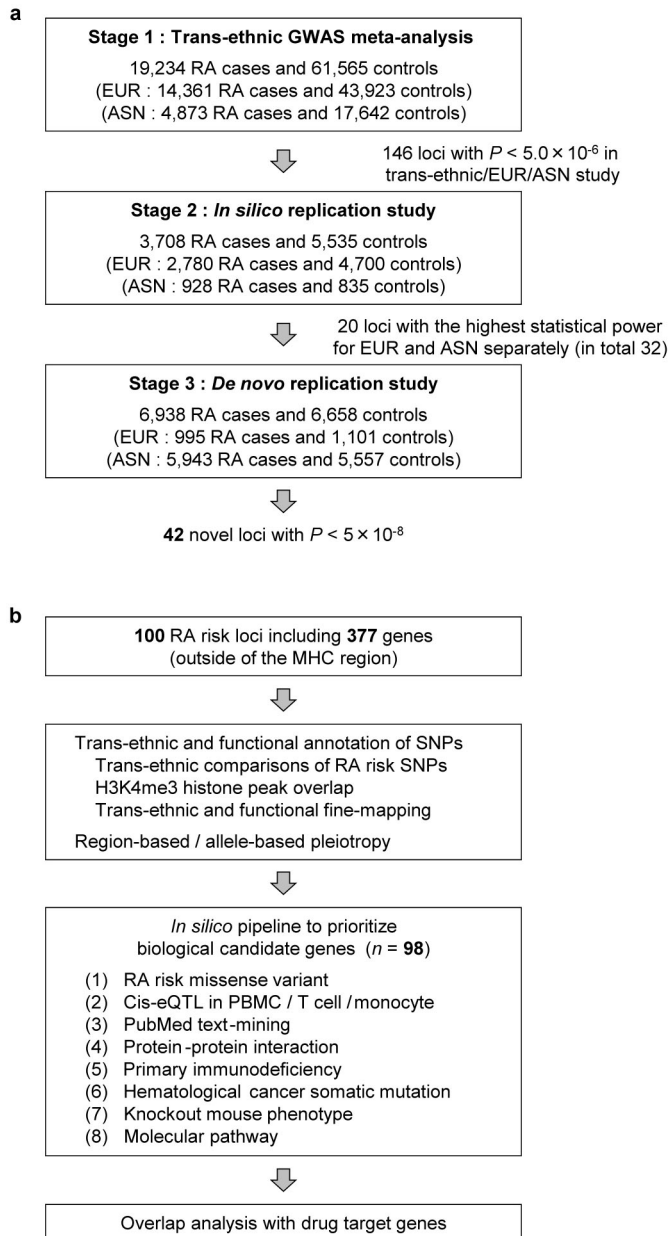 a
Stage 1 : Trans-ethnic GWAS meta-analysis
19,234 RA cases and 61,565 controls
(EUR : 14,361 RA cases and 43,923 controls)
(ASN : 4,873 RA cases and 17,642 controls)
146 loci with P < 5.0 × 10⁻⁶ in
trans-ethnic/EUR/ASN study
Stage 2 : In silico replication study
3,708 RA cases and 5,535 controls
(EUR : 2,780 RA cases and 4,700 controls)
(ASN : 928 RA cases and 835 controls)
20 loci with the highest statistical power
for EUR and ASN separately (in total 32)
Stage 3 : De novo replication study
6,938 RA cases and 6,658 controls
(EUR : 995 RA cases and 1,101 controls)
(ASN : 5,943 RA cases and 5,557 controls)
42 novel loci with P < 5 × 10⁻⁸
b
100 RA risk loci including 377 genes
(outside of the MHC region)
Trans-ethnic and functional annotation of SNPs
Trans-ethnic comparisons of RA risk SNPs
H3K4me3 histone peak overlap
Trans-ethnic and functional fine-mapping
Region-based / allele-based pleiotropy
In silico pipeline to prioritize
biological candidate genes (n = 98)
(1) RA risk missense variant
(2) Cis-eQTL in PBMC / T cell / monocyte
(3) PubMed text-mining
(4) Protein-protein interaction
(5) Primary immunodeficiency
(6) Hematological cancer somatic mutation
(7) Knockout mouse phenotype
(8) Molecular pathway
Overlap analysis with drug target genes